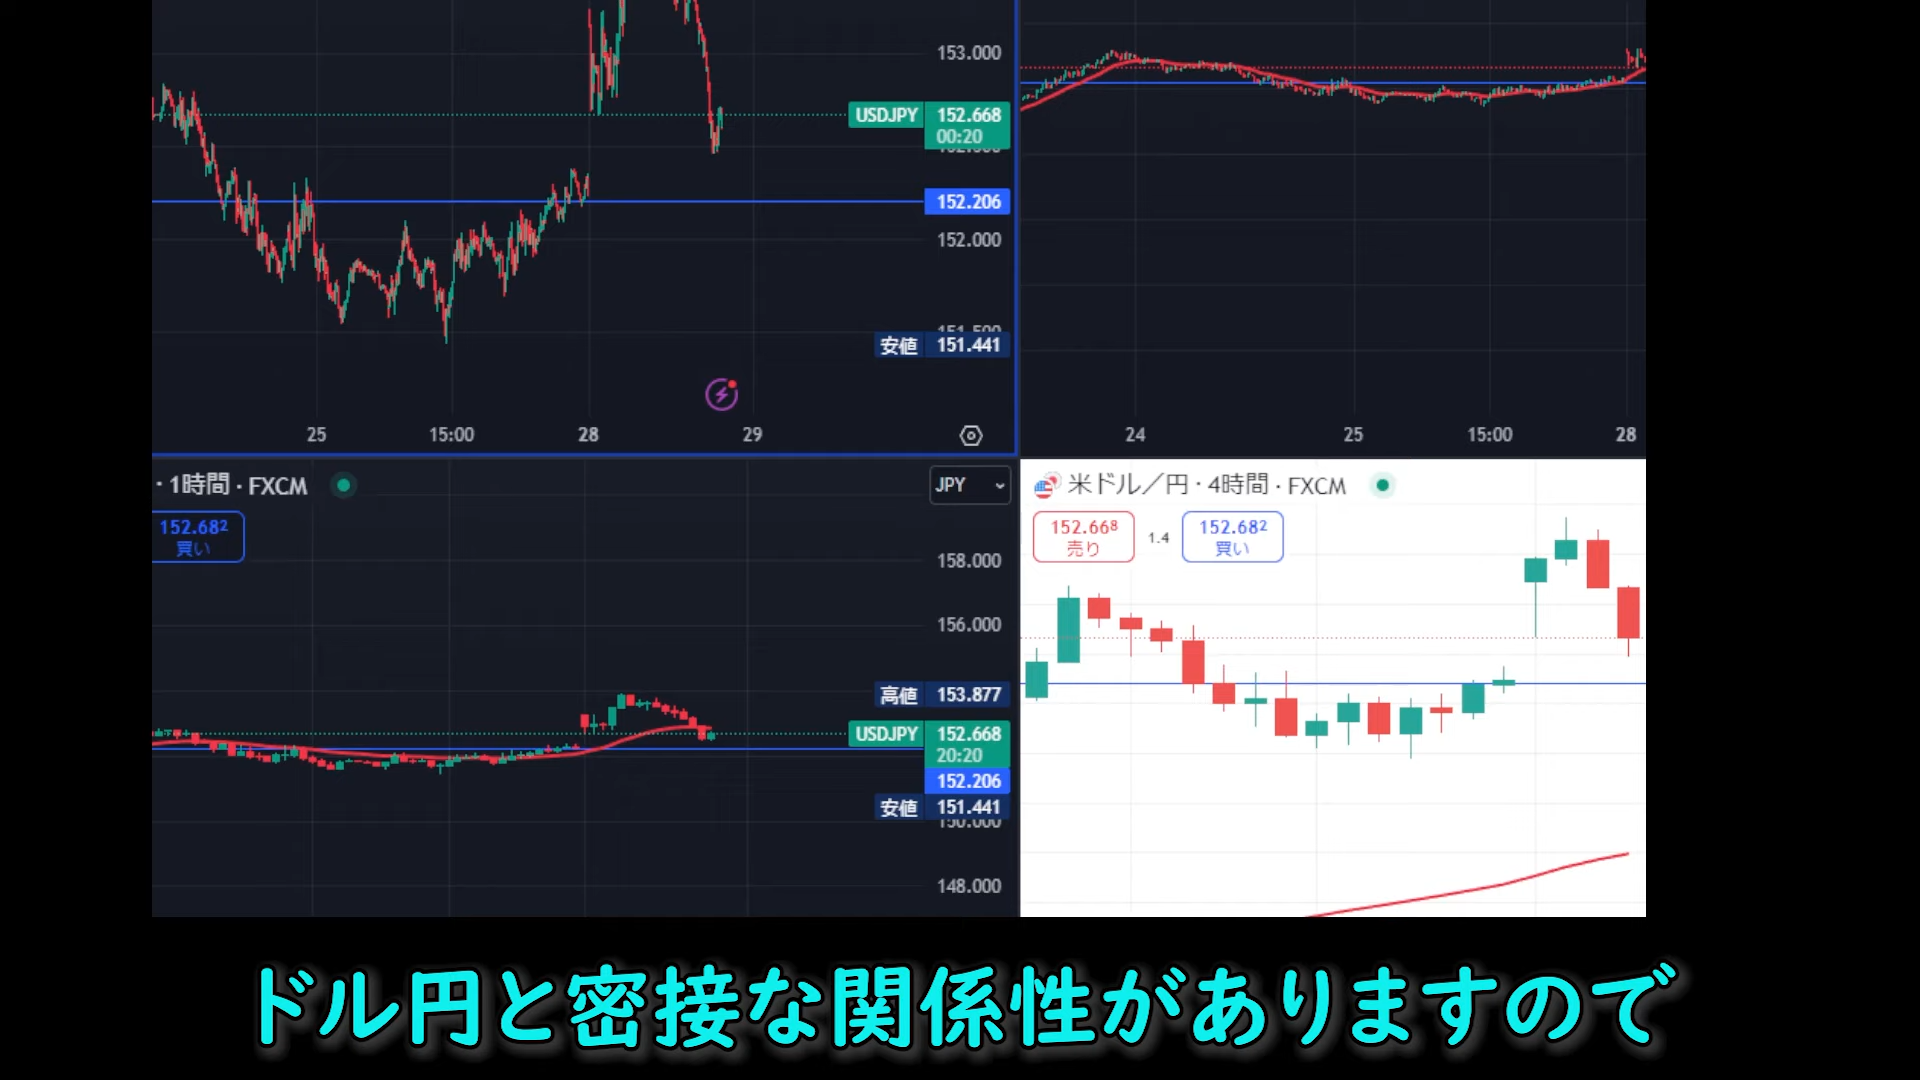 153.000
USDJPY 152.668
00:20
152.206
152.000
安値 151.441
25 15:00 28 29
24 25 15:00 28
· 1時間 · FXCM
JPY
152.682
買い
158.000
156.000
高値 153.877
USDJPY 152.668
20:20
152.206
安値 151.441
150.000
148.000
米ドル／円 · 4時間 · FXCM
152.668
売り
1.4
152.682
買い
ドル円と密接な関係性がありますので